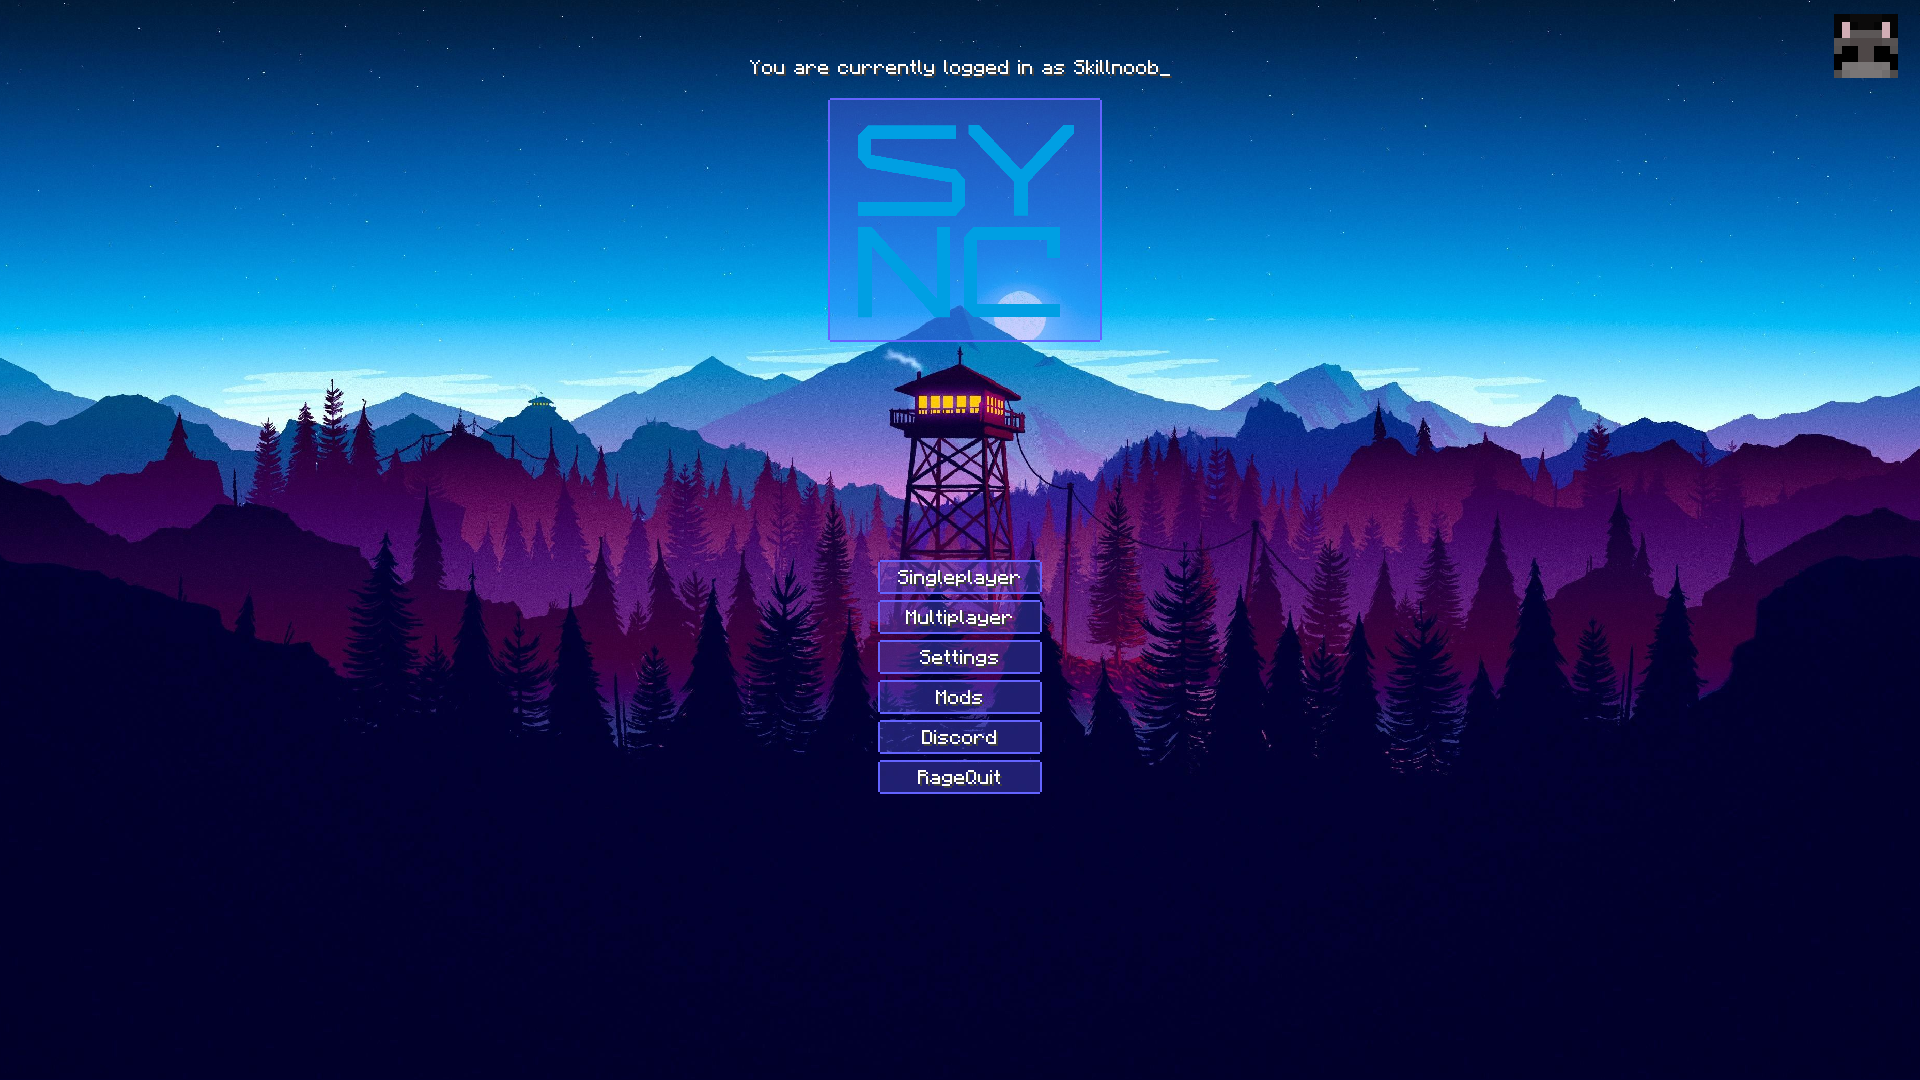 You are currently logged in as Skillnoob_
SY
NC
Singleplayer
Multiplayer
Settings
Mods
Discord
RageQuit